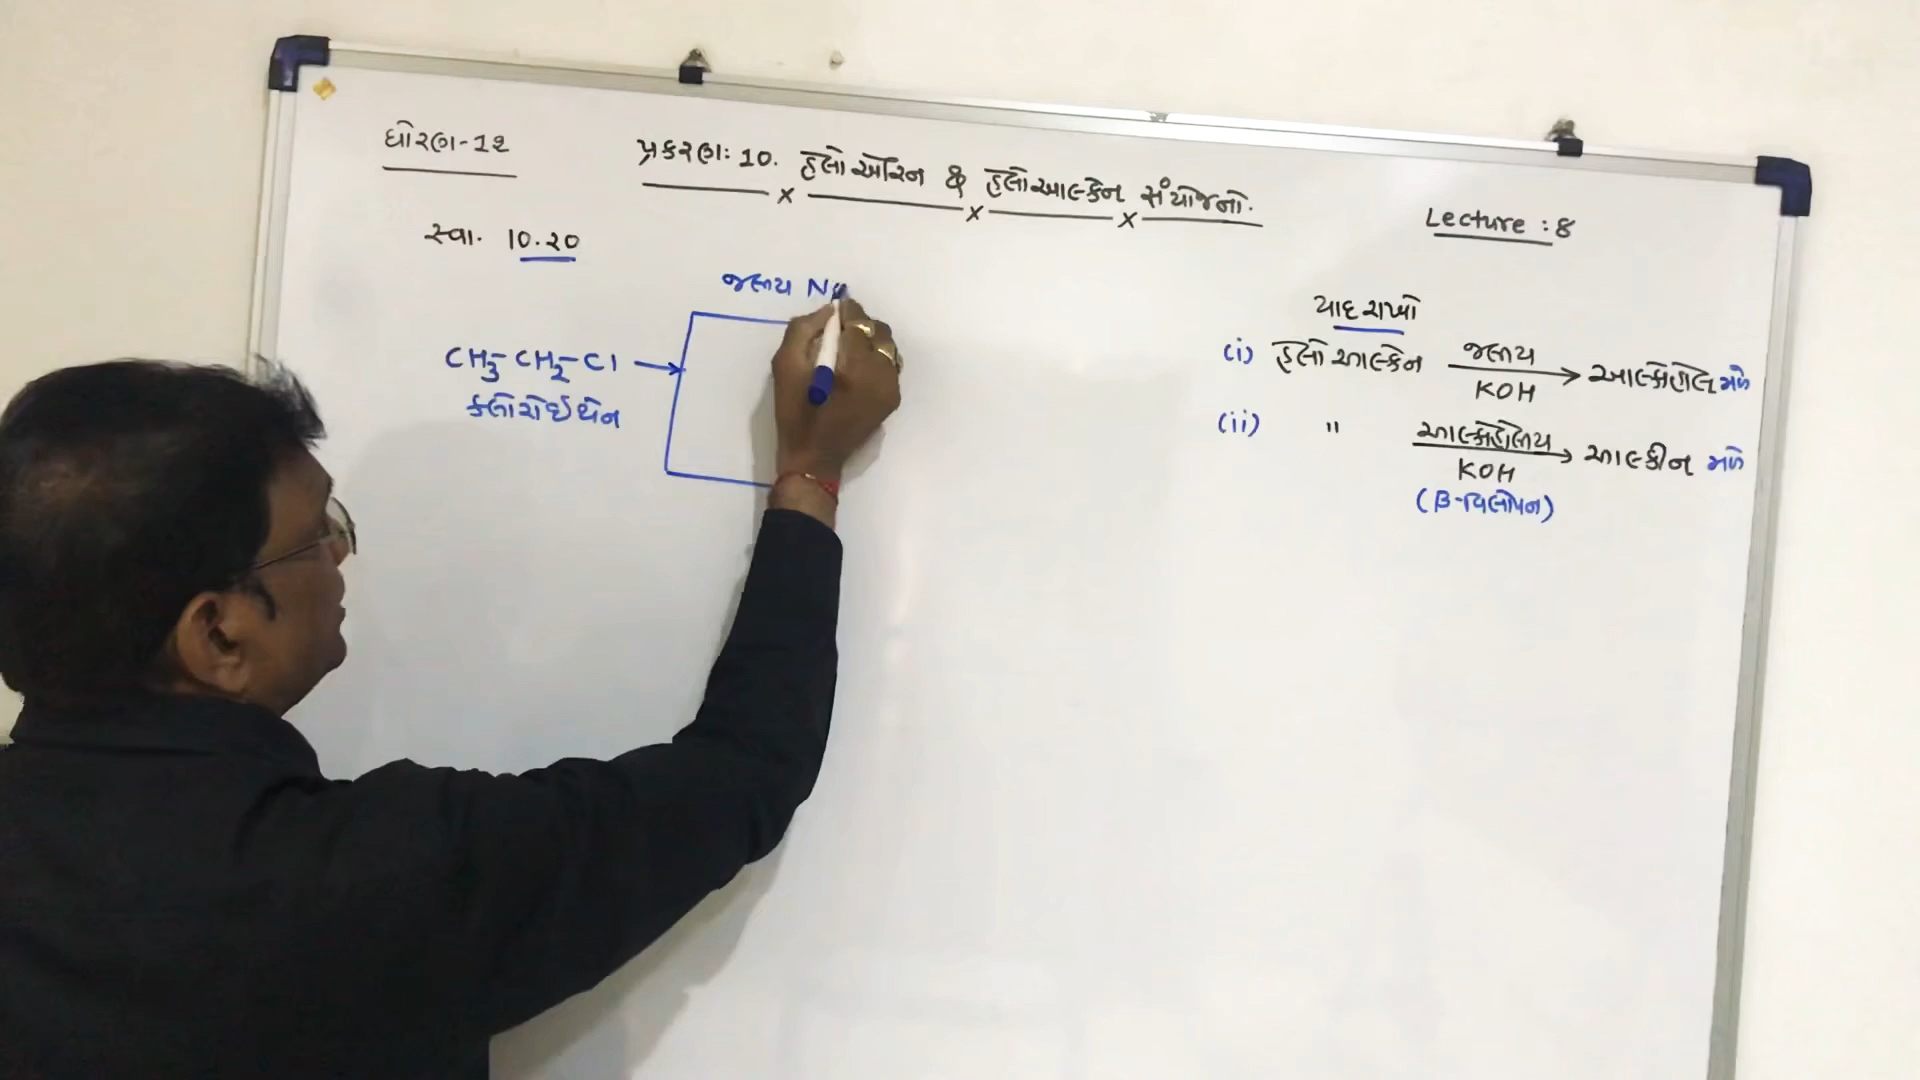 ધોરણ-12
પ્રકરણ: 10. હેલોએરિન & હેલોઆલ્કેન સંયોજનો.
Lecture : 8
સ્વા. 10.20
જલીય Na
CH3-CH2-Cl
ક્લોરોઈથેન
યાદ રાખો
(i) હેલોઆલ્કેન જલીય KOH → આલ્કોહોલ મળે
(ii) " આલ્કોહોલીય KOH → આલ્કીન મળે
(β-વિલોપન)